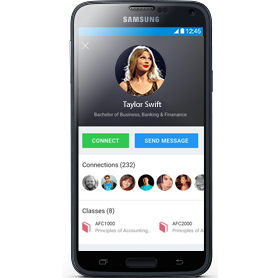 SAMSUNG
12:45
Taylor Swift
Bachelor of Business, Banking & Finanance
CONNECT SEND MESSAGE
Connections (232)
Classes (8)
AFC1000 AFC2000
Principles of Accounting.. Principles of A